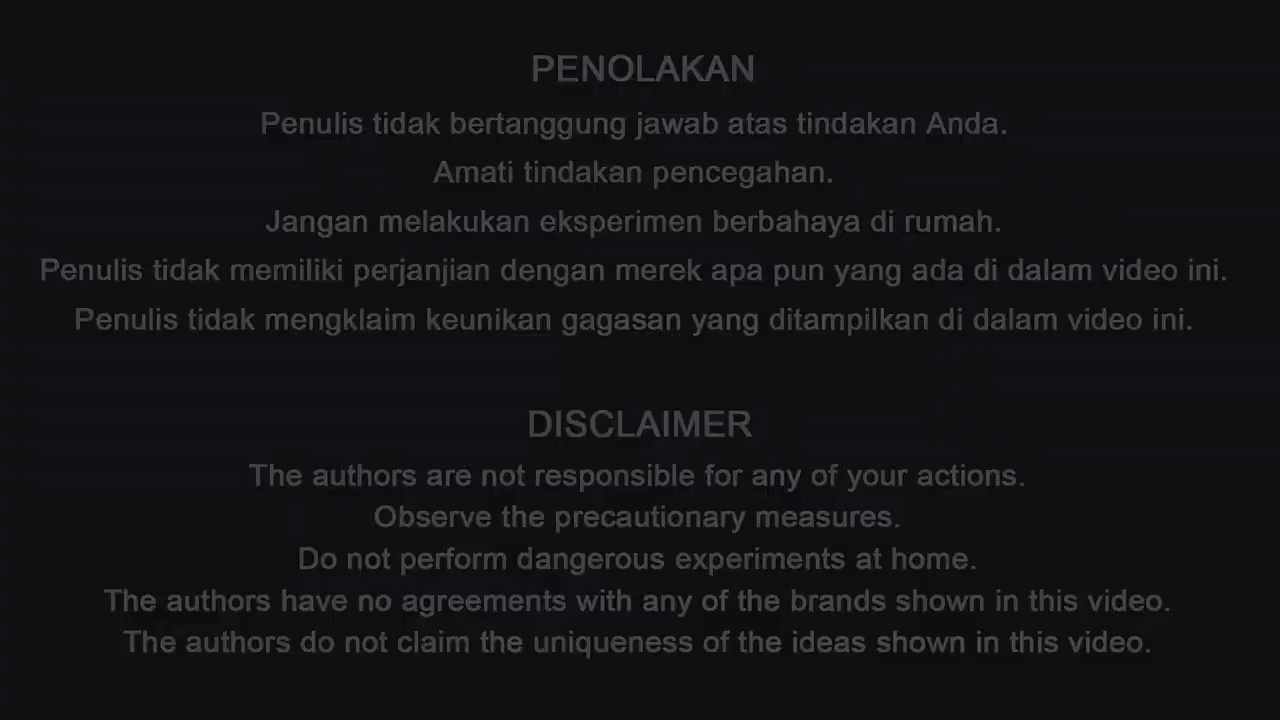 PENOLAKAN
Penulis tidak bertanggung jawab atas tindakan Anda.
Amati tindakan pencegahan.
Jangan melakukan eksperimen berbahaya di rumah.
Penulis tidak memiliki perjanjian dengan merek apa pun yang ada di dalam video ini.
Penulis tidak mengklaim keunikan gagasan yang ditampilkan di dalam video ini.
DISCLAIMER
The authors are not responsible for any of your actions.
Observe the precautionary measures.
Do not perform dangerous experiments at home.
The authors have no agreements with any of the brands shown in this video.
The authors do not claim the uniqueness of the ideas shown in this video.